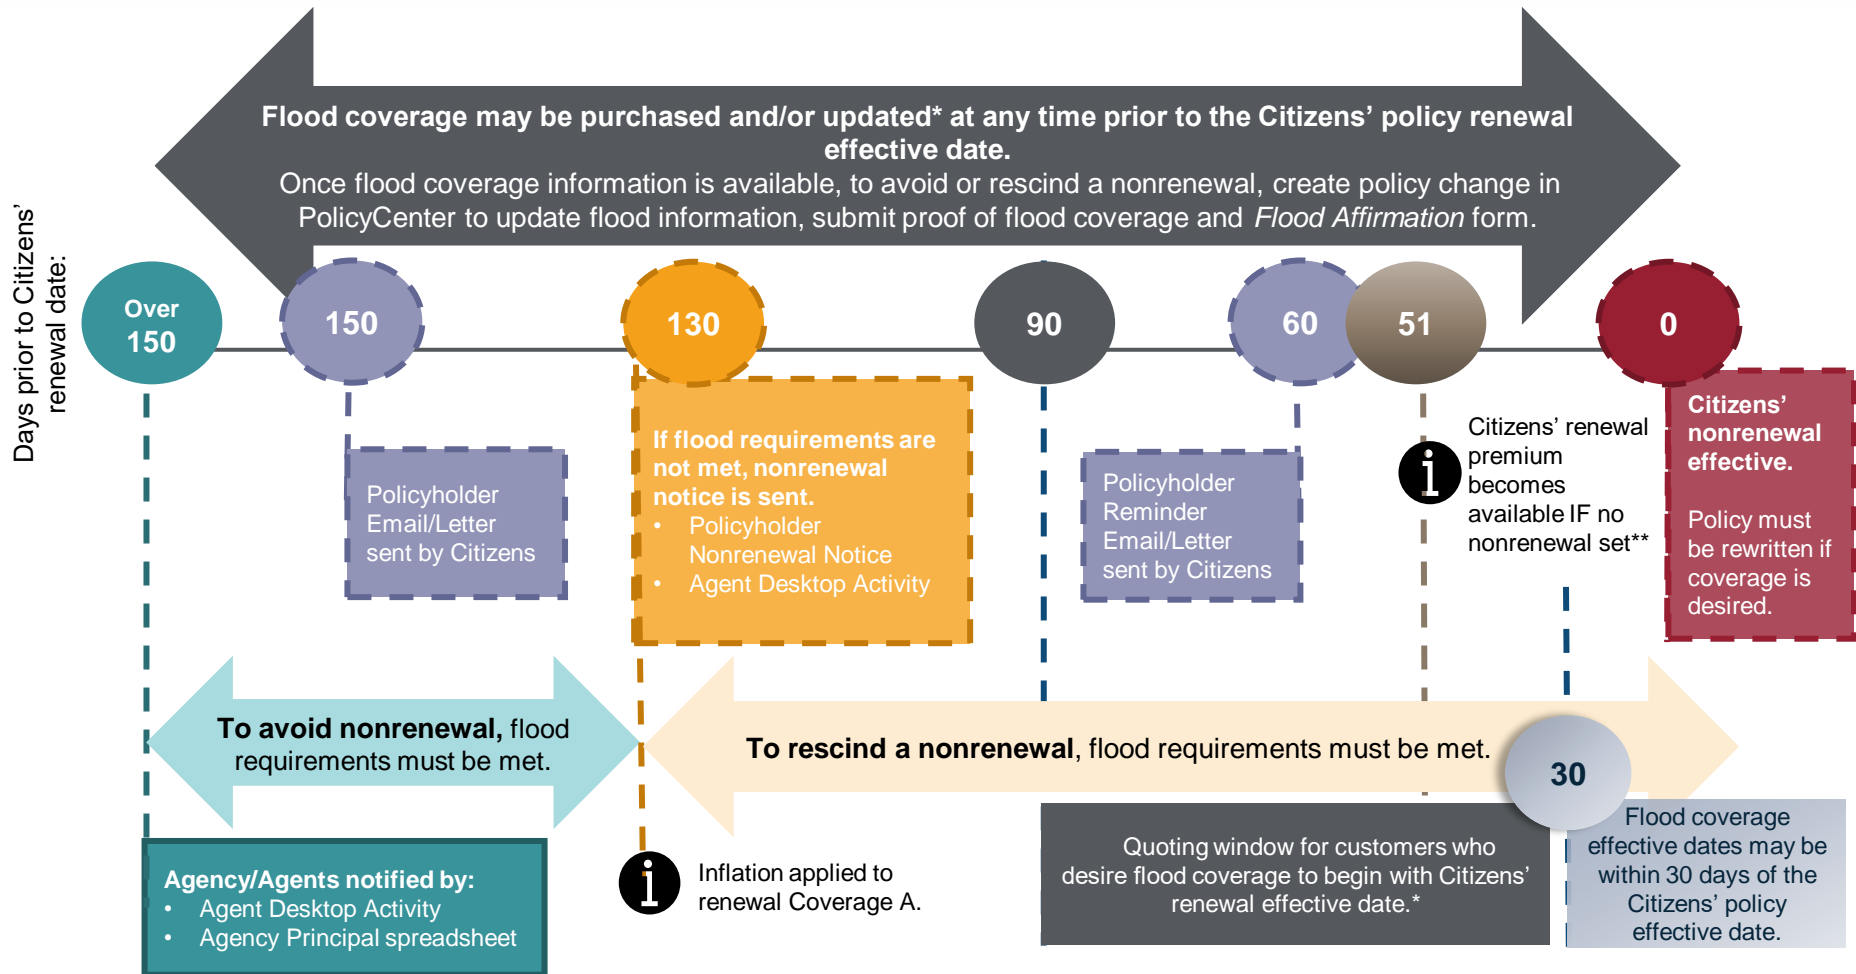 Flood coverage may be purchased and/or updated* at any time prior to the Citizens’ policy renewal
effective date.
Once flood coverage information is available, to avoid or rescind a nonrenewal, create policy change in
PolicyCenter to update flood information, submit proof of flood coverage and Flood Affirmation form.
Days prior to Citizens’
renewal date:
Over
150
150
130
90
60
51
0
Policyholder
Email/Letter
sent by Citizens
If flood requirements are
not met, nonrenewal
notice is sent.
• Policyholder
Nonrenewal Notice
• Agent Desktop Activity
Policyholder
Reminder
Email/Letter
sent by Citizens
i
Citizens’ renewal
premium
becomes
available IF no
nonrenewal set**
Citizens’
nonrenewal
effective.
Policy must
be rewritten if
coverage is
desired.
To avoid nonrenewal, flood
requirements must be met.
To rescind a nonrenewal, flood requirements must be met.
30
Agency/Agents notified by:
• Agent Desktop Activity
• Agency Principal spreadsheet
i
Inflation applied to
renewal Coverage A.
Quoting window for customers who
desire flood coverage to begin with Citizens’
renewal effective date.*
Flood coverage
effective dates may be
within 30 days of the
Citizens’ policy
effective date.